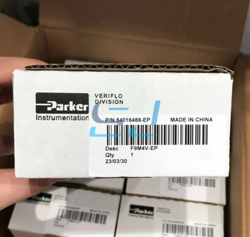 Parker
Instrumentation
VERIFLO
DIVISION
P/N 54016488-EP
MADE IN CHINA
Desc F9M4V-EP
Qty 1
23/03/30